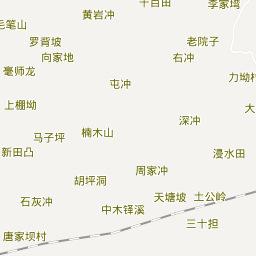 黄岩冲
十百田
李家塆
毛笔山
罗背坡
老院子
向家地
右冲
毫师龙
力坳村
屯冲
上棚坳
大
深冲
马子坪
楠木山
新田凸
浸水田
周家冲
胡坪洞
石灰冲
天塘坡
土公岭
中木铎溪
三十担
唐家坝村